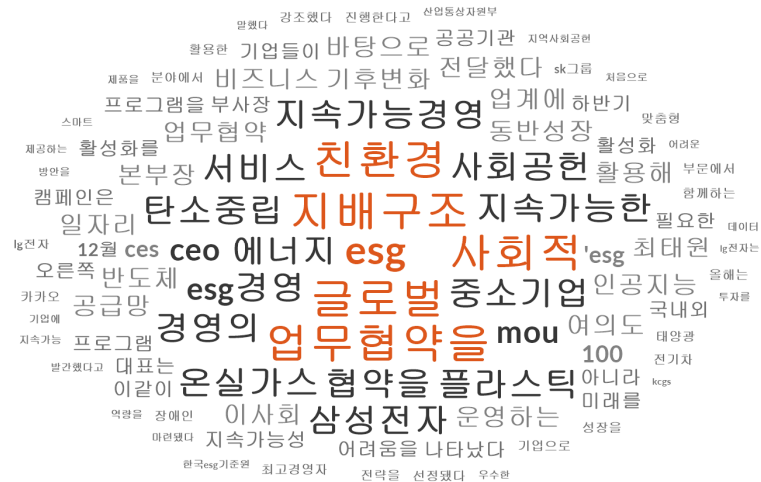 말했다 강조했다 진행한다고 산업통상자원부
활용한 기업들이 바탕으로 공공기관 지역사회공헌
제품을 분야에서 비즈니스 기후변화 전달했다 sk그룹 처음으로
스마트 프로그램을 부사장 지속가능경영 업계에 하반기 맞춤형
제공하는 활성화를 업무협약 동반성장 활성화 어려운
방안을 본부장 서비스 친환경 사회공헌 활용해 부문에서
캠페인은 일자리 탄소중립 지배구조 지속가능한 필요한 함께하는 데이터
lg전자 12월 ces ceo 에너지 esg 사회적 'esg 최태원 lg전자는
오른쪽 반도체 esg경영 글로벌 중소기업 인공지능 올해는
카카오 공급망 국내외 투자를
기업에 경영의 업무협약을 mou 여의도 태양광
지속가능 프로그램 100 전기차
발간했다고 대표는 온실가스 협약을 플라스틱 아니라 kcgs
이같이 미래를
역량을 장애인 이사회 삼성전자 운영하는 성장을
마련됐다 지속가능성 어려움을 나타났다 기업으로
한국esg기준원 최고경영자 전략을 선정됐다 우수한